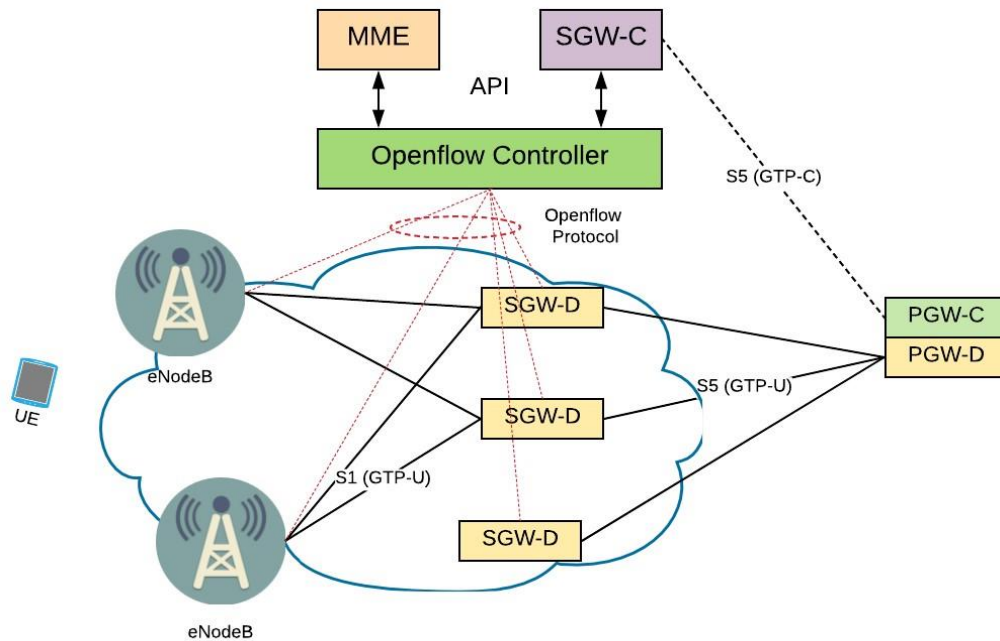 MME
SGW-C
API
Openflow Controller
S5 (GTP-C)
Openflow
Protocol
SGW-D
PGW-C
PGW-D
eNodeB
UE
S5 (GTP-U)
SGW-D
S1 (GTP-U)
SGW-D
eNodeB